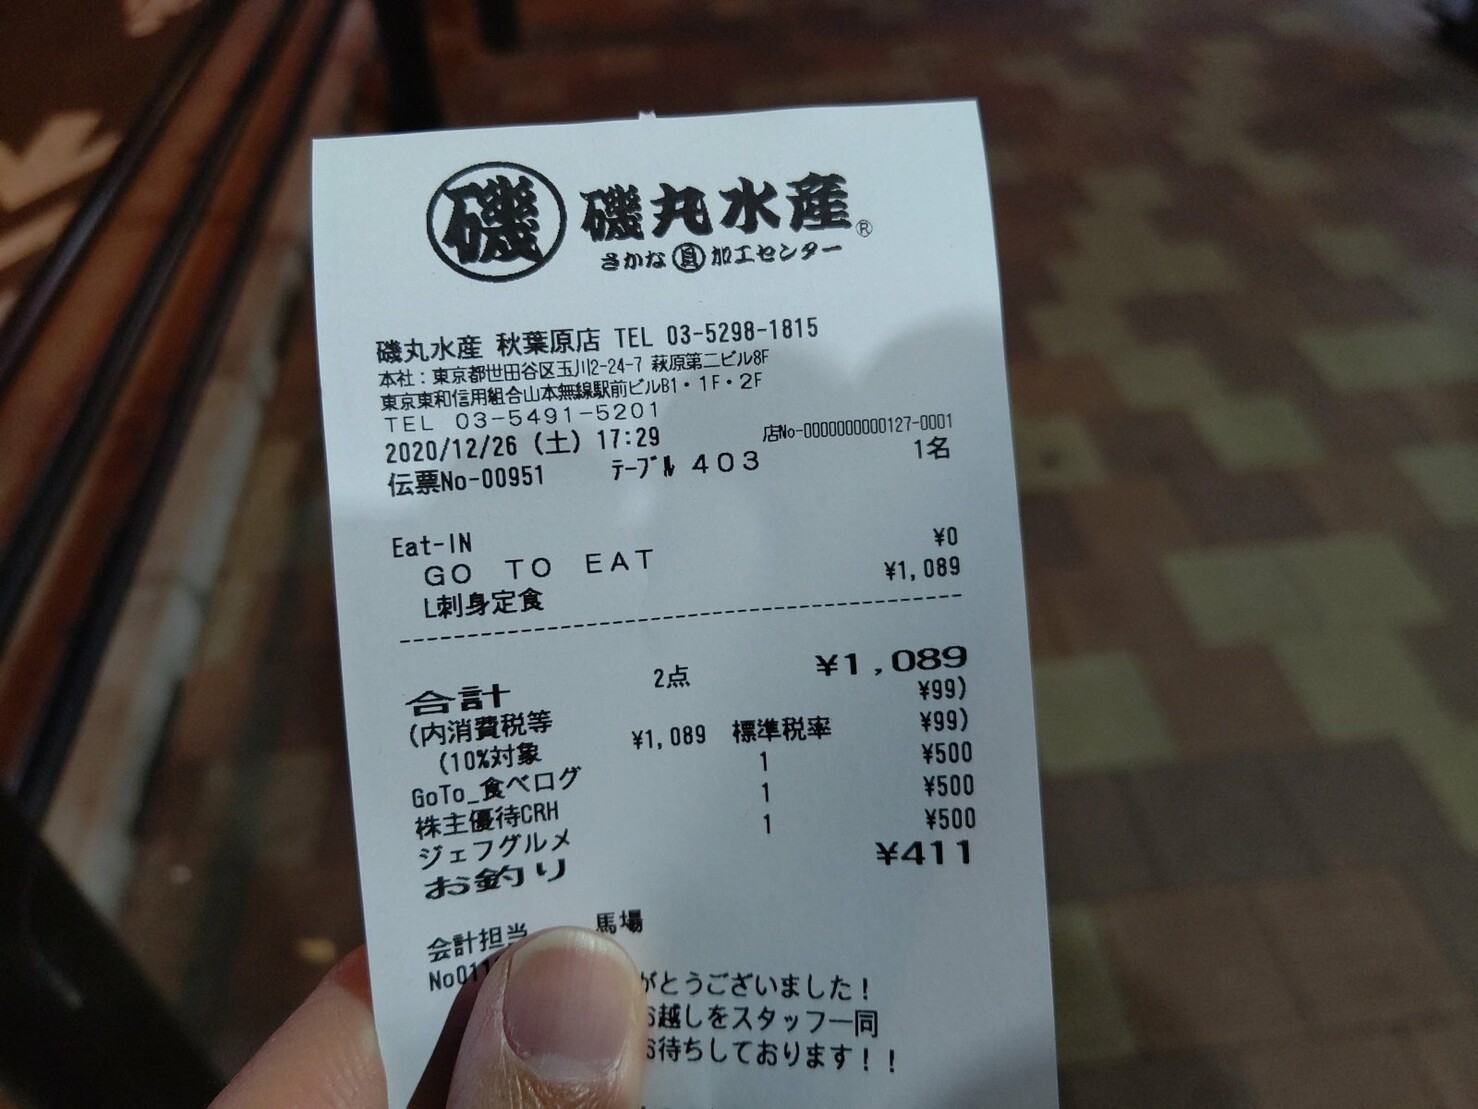 磯 磯丸水産®
さかな 貝 加工センター
磯丸水産 秋葉原店 TEL 03-5298-1815
本社：東京都世田谷区玉川2-24-7 萩原第二ビル8F
東京東和信用組合山本無線駅前ビルB1・1F・2F
TEL 03-5491-5201
2020/12/26 (土) 17:29 店No-0000000000127-0001
伝票No-00951 ﾃｰﾌﾞﾙ 403 1名
Eat-IN
GO TO EAT ¥0
L刺身定食 ¥1,089
合計 2点 ¥1,089
(内消費税等 ¥99)
(10%対象 ¥1,089 標準税率 ¥99)
GoTo_食べログ 1 ¥500
株主優待CRH 1 ¥500
ジェフグルメ 1 ¥500
お釣り ¥411
会計担当 馬場
No011
がとうございました！
お越しをスタッフ一同
お待ちしております！！